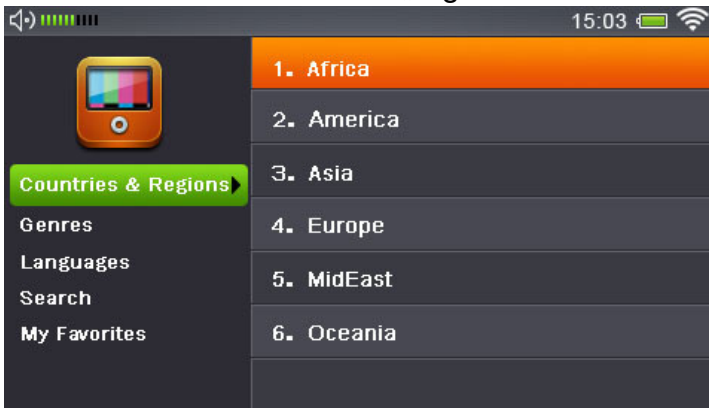 15:03
Countries & Regions
Genres
Languages
Search
My Favorites
1. Africa
2. America
3. Asia
4. Europe
5. MidEast
6. Oceania